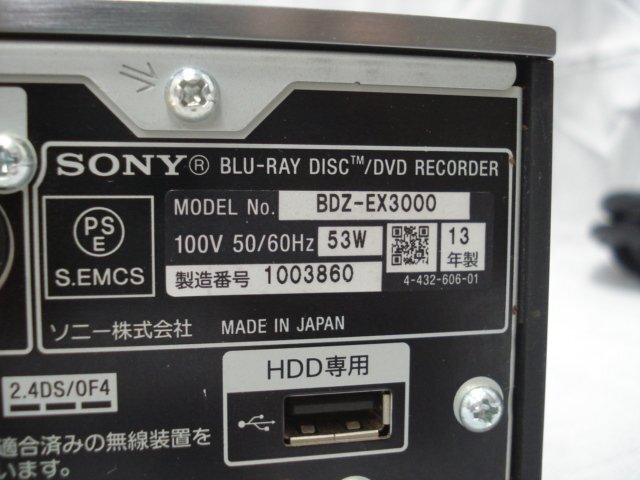 SONY® BLU-RAY DISC™/DVD RECORDER
PSE
S.EMCS
MODEL No. BDZ-EX3000
100V 50/60Hz 53W
13年製
製造番号 1003860
4-432-606-01
ソニー株式会社 MADE IN JAPAN
HDD専用
2.4DS/OF4
適合済みの無線装置を
います。